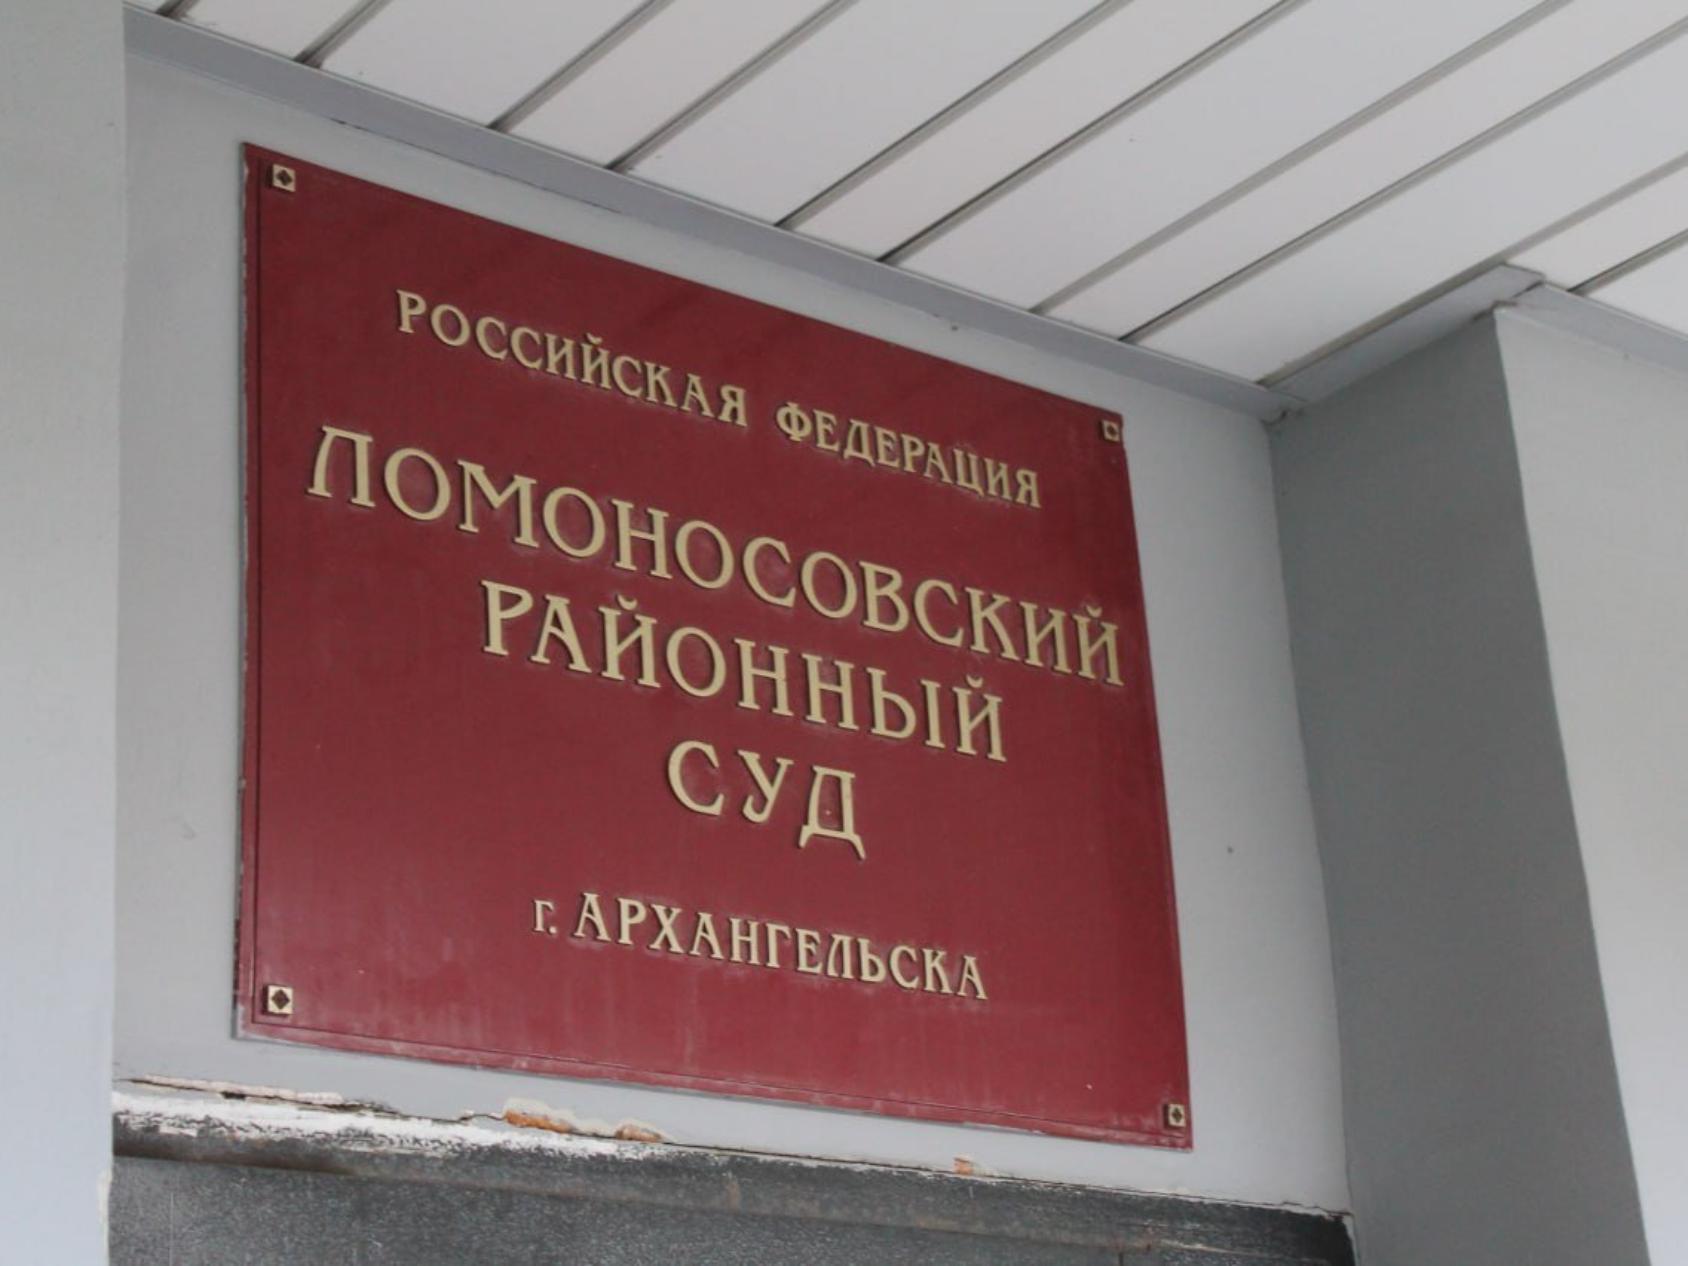 РОССИЙСКАЯ ФЕДЕРАЦИЯ
ЛОМОНОСОВСКИЙ
РАЙОННЫЙ
СУД
г. АРХАНГЕЛЬСКА